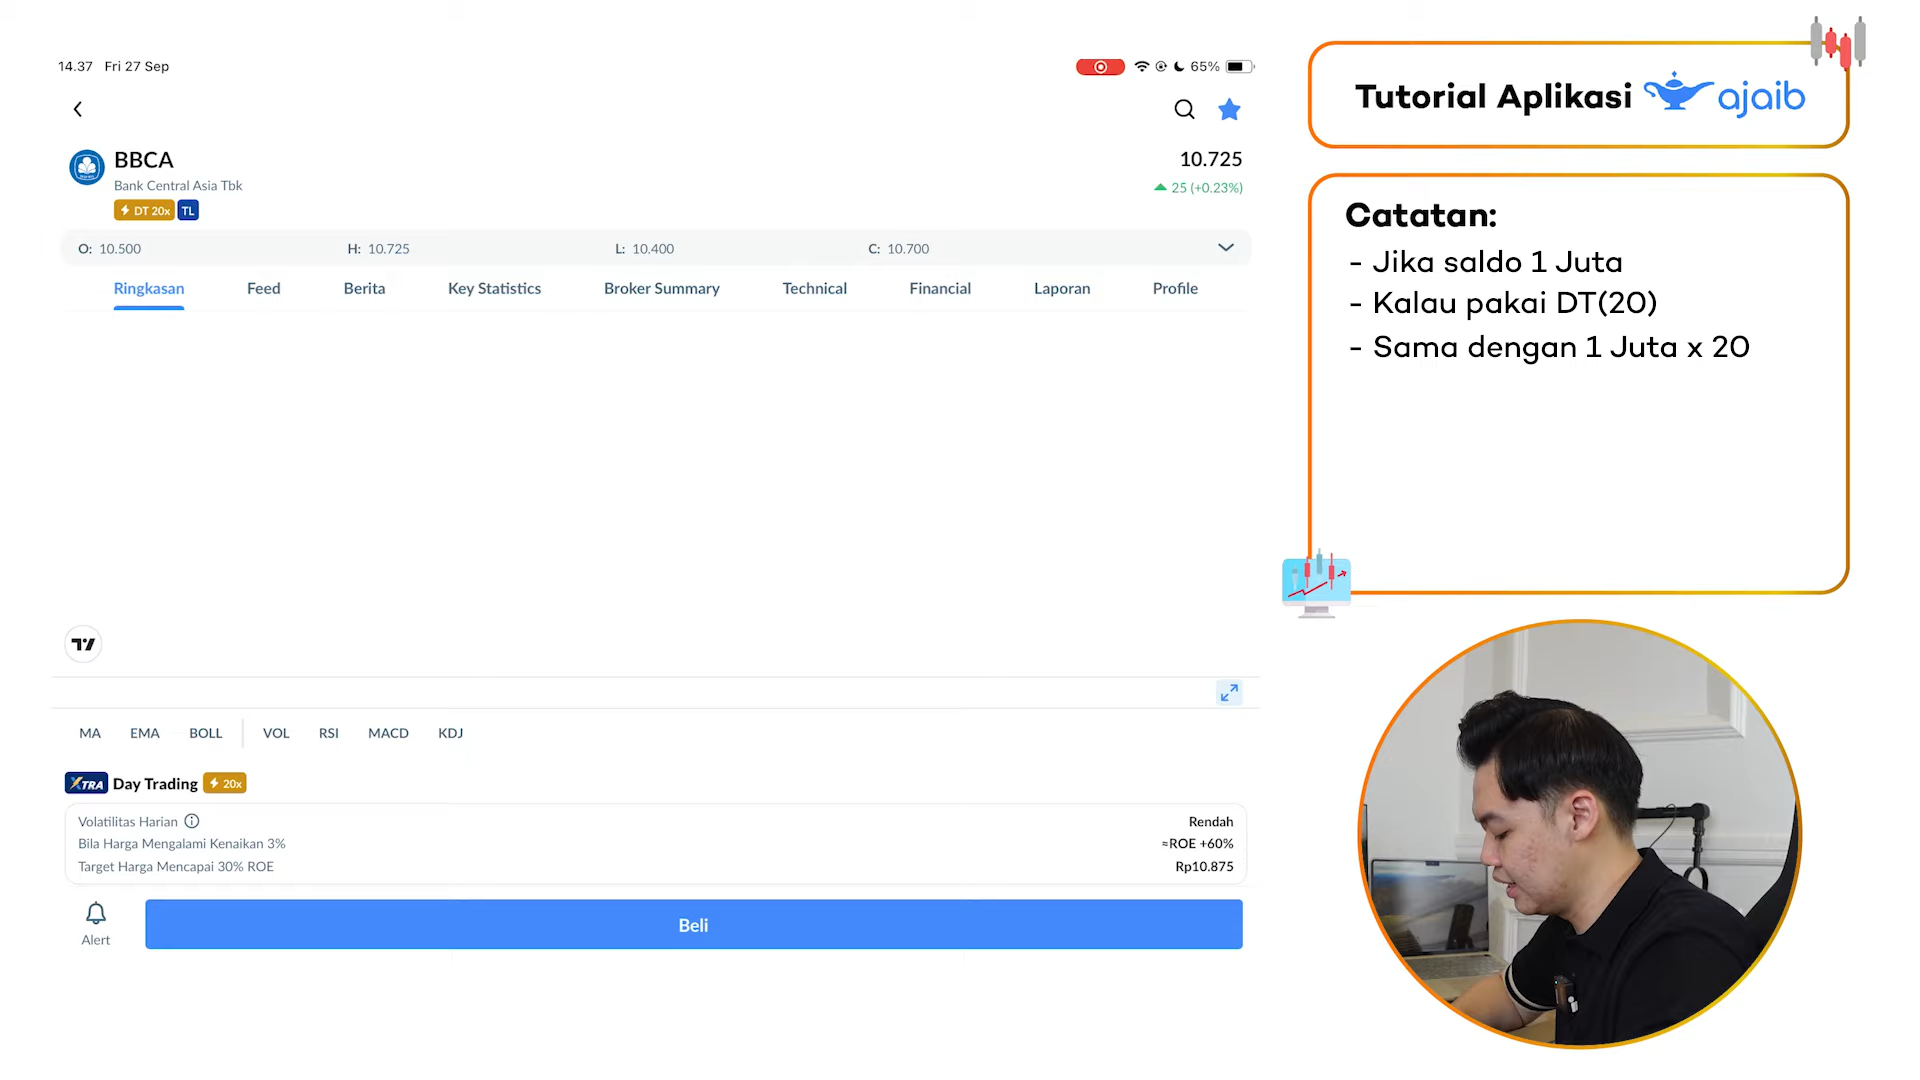 14.37 Fri 27 Sep
65%
BBCA
Bank Central Asia Tbk
DT 20x TL
10.725
25 (+0.23%)
O: 10.500 H: 10.725 L: 10.400 C: 10.700
Ringkasan Feed Berita Key Statistics Broker Summary Technical Financial Laporan Profile
MA EMA BOLL VOL RSI MACD KDJ
XTRA Day Trading 20x
Volatilitas Harian Rendah
Bila Harga Mengalami Kenaikan 3% ≈ROE +60%
Target Harga Mencapai 30% ROE Rp10.875
Alert
Beli
Tutorial Aplikasi ajaib
Catatan:
- Jika saldo 1 Juta
- Kalau pakai DT(20)
- Sama dengan 1 Juta x 20